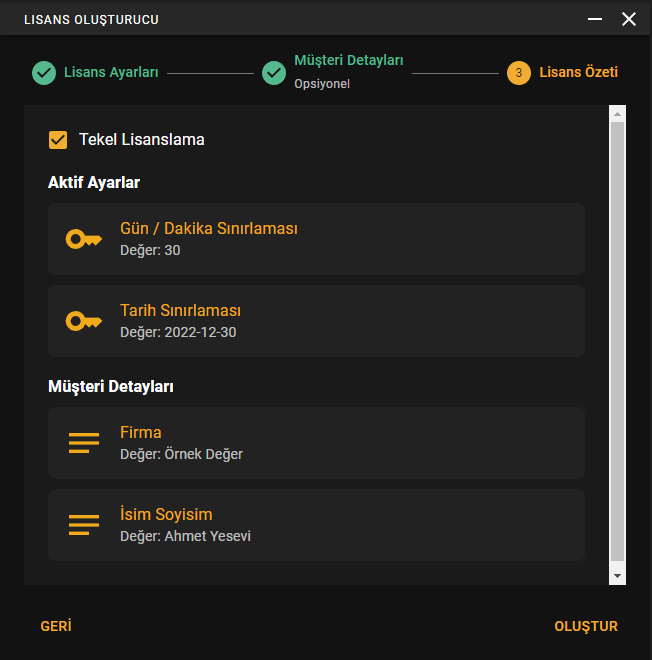 LISANS OLUŞTURUCU
Lisans Ayarları
Müşteri Detayları
Opsiyonel
3
Lisans Özeti
Tekel Lisanslama
Aktif Ayarlar
Gün / Dakika Sınırlaması
Değer: 30
Tarih Sınırlaması
Değer: 2022-12-30
Müşteri Detayları
Firma
Değer: Örnek Değer
İsim Soyisim
Değer: Ahmet Yesevi
GERİ
OLUŞTUR